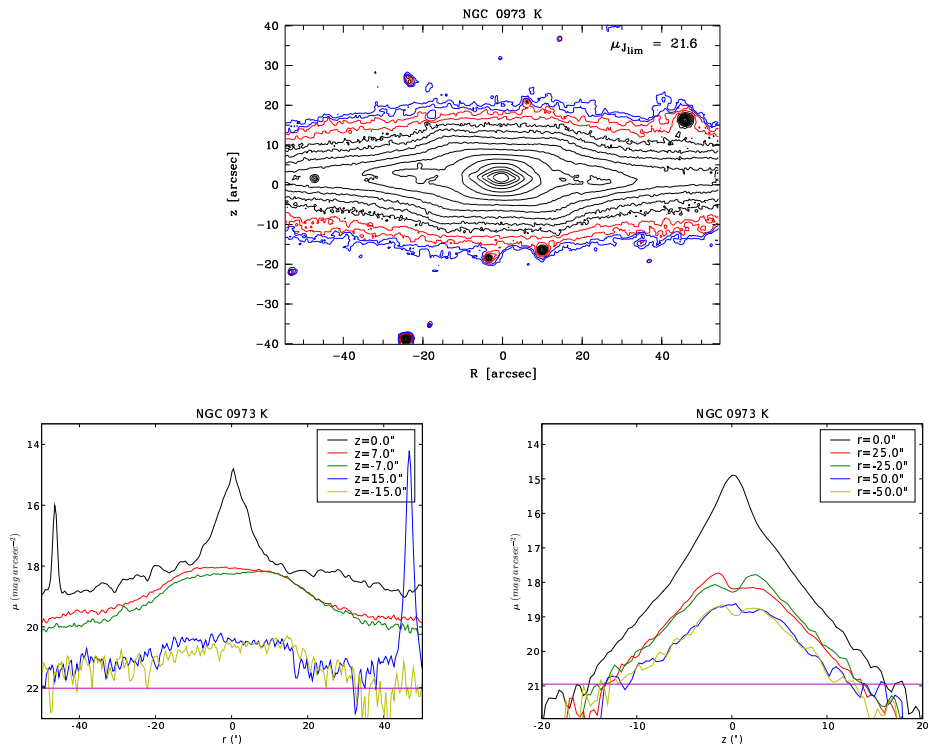 NGC 0973 K
μJlim = 21.6
40
30
20
10
0
−10
−20
−30
−40
z [arcsec]
−40
−20
0
20
40
R [arcsec]
NGC 0973 K
z=0.0"
z=7.0"
z=-7.0"
z=15.0"
z=-15.0"
14
16
18
20
22
μ (mag arcsec−2)
-40
-20
0
20
40
r (")
NGC 0973 K
r=0.0"
r=25.0"
r=-25.0"
r=50.0"
r=-50.0"
14
15
16
17
18
19
20
21
μ (mag arcsec−2)
-20
-10
0
10
20
z (")